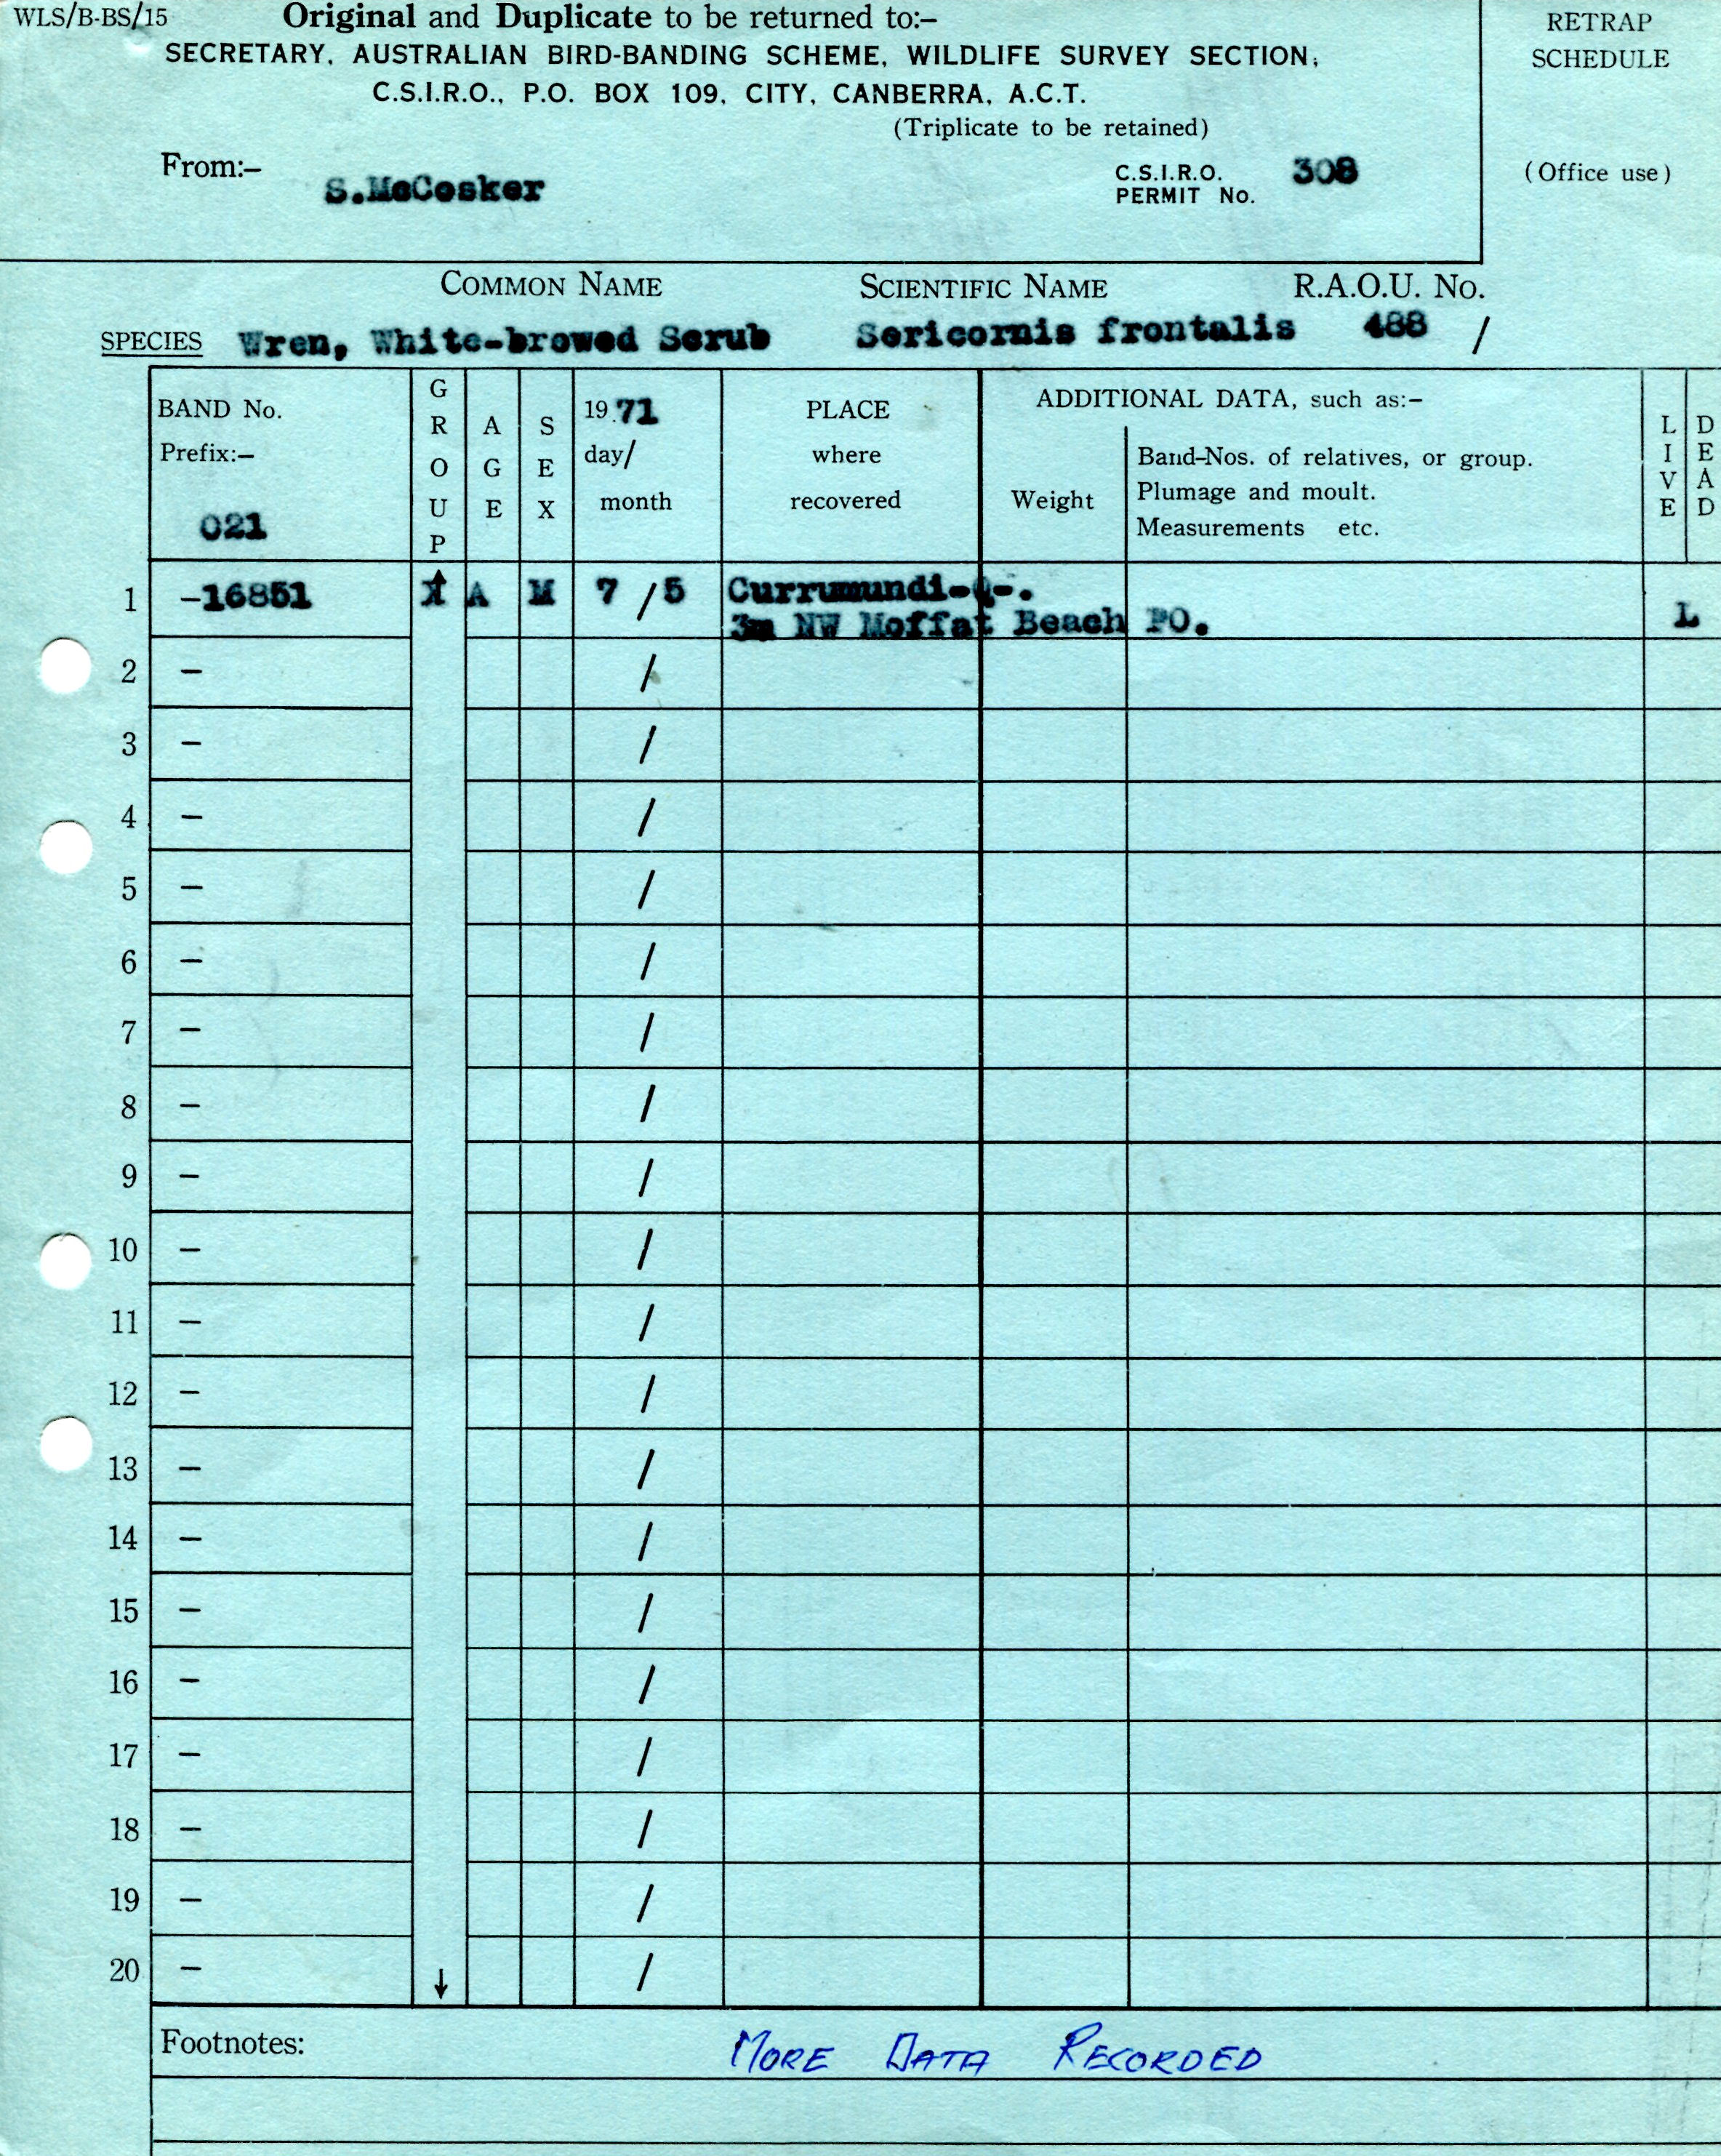 WLS/B-BS/15
Original and Duplicate to be returned to:–
SECRETARY, AUSTRALIAN BIRD-BANDING SCHEME, WILDLIFE SURVEY SECTION,
C.S.I.R.O., P.O. BOX 109, CITY, CANBERRA, A.C.T.
(Triplicate to be retained)
RETRAP
SCHEDULE
(Office use)
From:– S.McCosker
C.S.I.R.O.
PERMIT No. 308
COMMON NAME SCIENTIFIC NAME R.A.O.U. No.
SPECIES Wren, White-browed Scrub Sericornis frontalis 488 /
BAND No.
Prefix:–
021
GROUP
AGE
SEX
1971
day/
month
PLACE
where
recovered
ADDITIONAL DATA, such as:–
Weight
Band-Nos. of relatives, or group.
Plumage and moult.
Measurements etc.
LIVE
DEAD
1 –16851 X A M 7 / 5 Currumundi-Q-.
3m NW Moffat Beach PO. L
2 – /
3 – /
4 – /
5 – /
6 – /
7 – /
8 – /
9 – /
10 – /
11 – /
12 – /
13 – /
14 – /
15 – /
16 – /
17 – /
18 – /
19 – /
20 – /
Footnotes: MORE DATA RECORDED